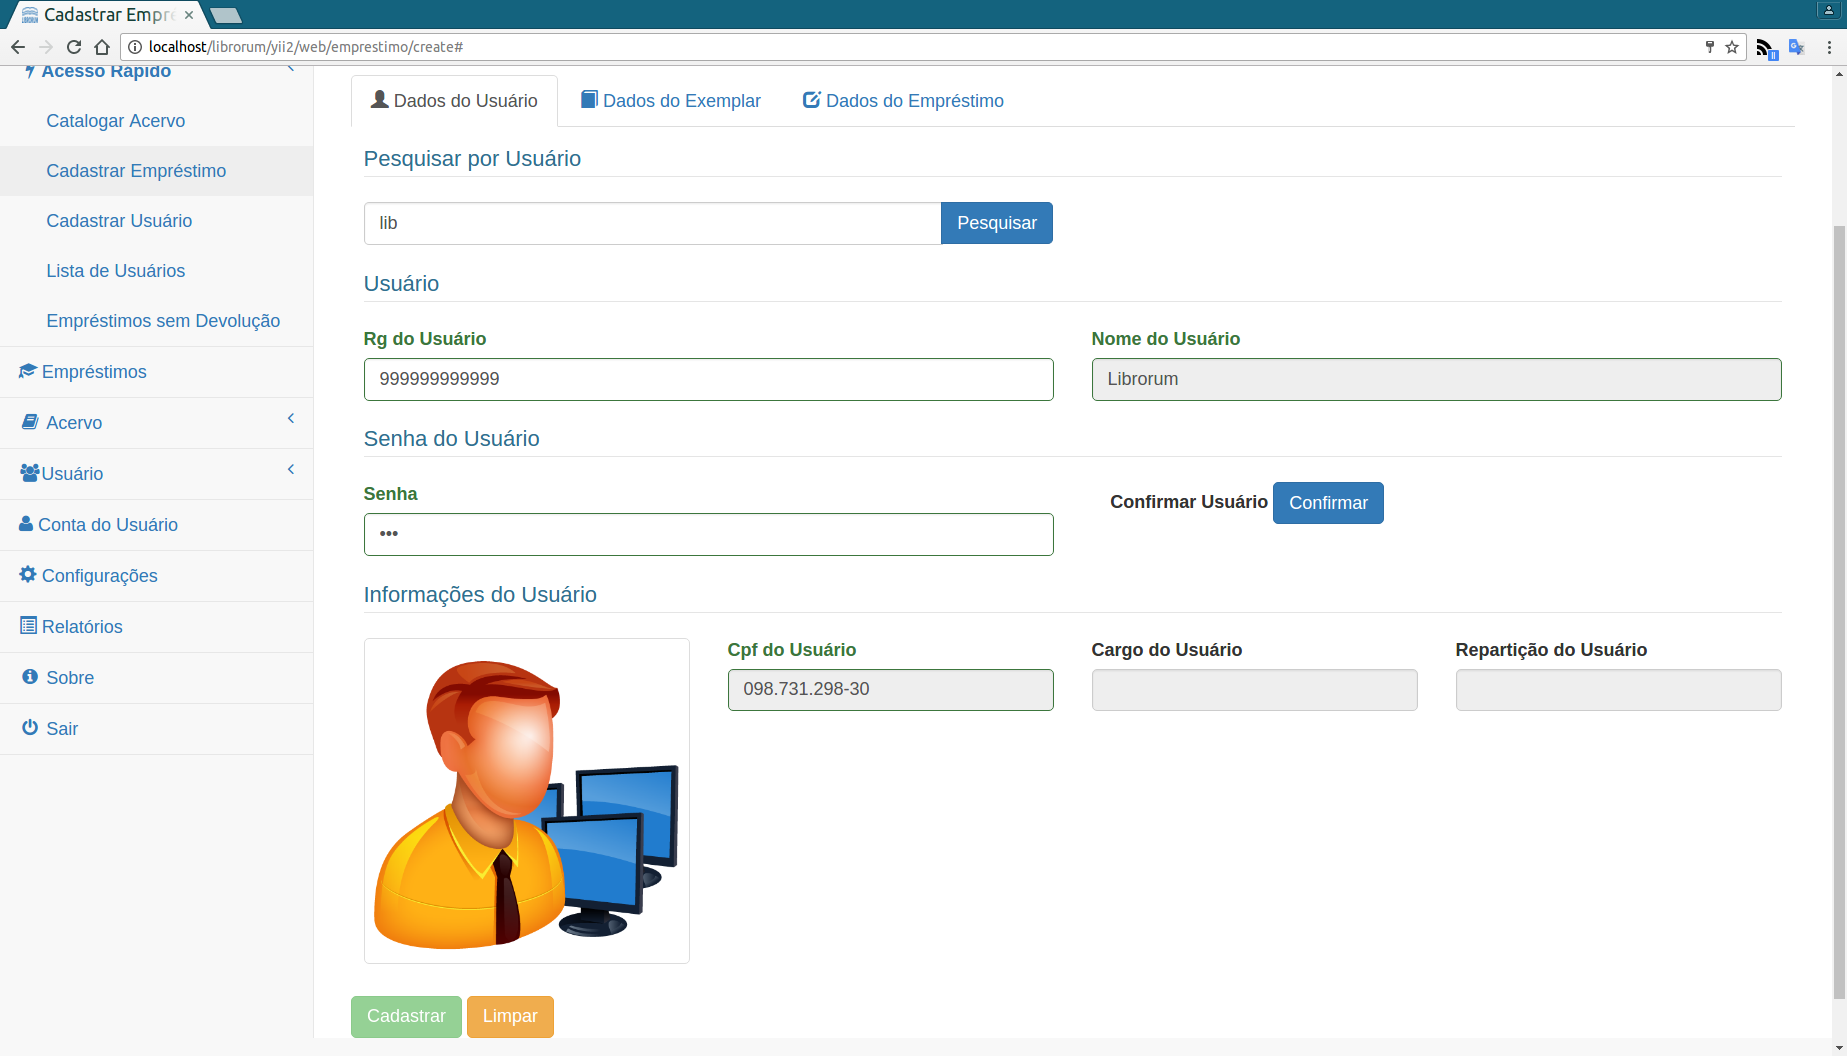 Cadastrar Empré
localhost/librorum/yii2/web/emprestimo/create#
Acesso Rápido
Catalogar Acervo
Cadastrar Empréstimo
Cadastrar Usuário
Lista de Usuários
Empréstimos sem Devolução
Empréstimos
Acervo
Usuário
Conta do Usuário
Configurações
Relatórios
Sobre
Sair
Dados do Usuário Dados do Exemplar Dados do Empréstimo
Pesquisar por Usuário
lib Pesquisar
Usuário
Rg do Usuário Nome do Usuário
999999999999 Librorum
Senha do Usuário
Senha Confirmar Usuário Confirmar
•••
Informações do Usuário
Cpf do Usuário Cargo do Usuário Repartição do Usuário
098.731.298-30
Cadastrar Limpar